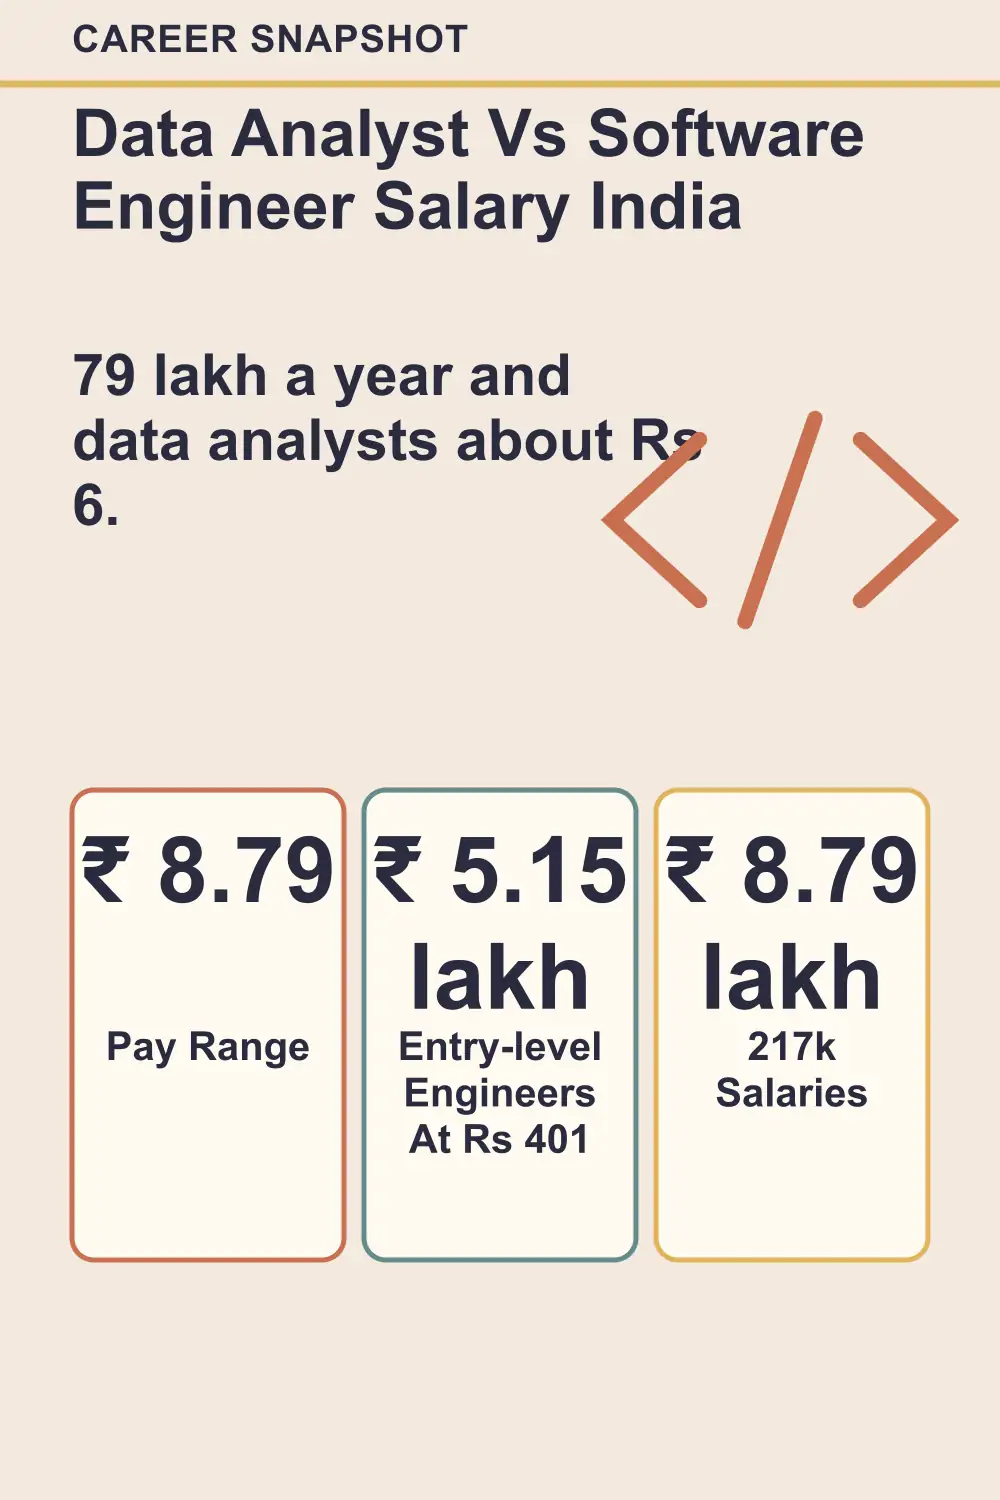 CAREER SNAPSHOT
Data Analyst Vs Software
Engineer Salary India
79 lakh a year and
data analysts about Rs
6.
₹ 8.79
Pay Range
₹ 5.15
lakh
Entry-level
Engineers
At Rs 401
₹ 8.79
lakh
217k
Salaries